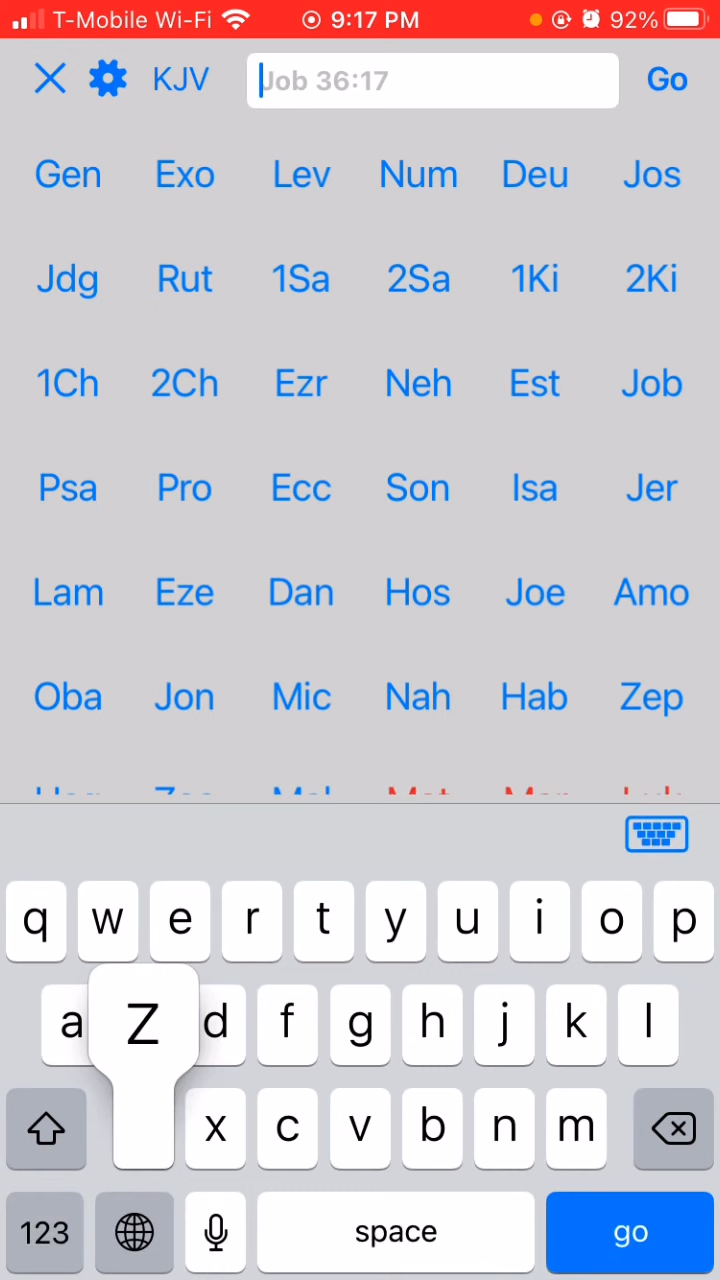 T-Mobile Wi-Fi 9:17 PM 92%
KJV Job 36:17 Go
Gen Exo Lev Num Deu Jos
Jdg Rut 1Sa 2Sa 1Ki 2Ki
1Ch 2Ch Ezr Neh Est Job
Psa Pro Ecc Son Isa Jer
Lam Eze Dan Hos Joe Amo
Oba Jon Mic Nah Hab Zep
q w e r t y u i o p
a Z d f g h j k l
x c v b n m
123 space go